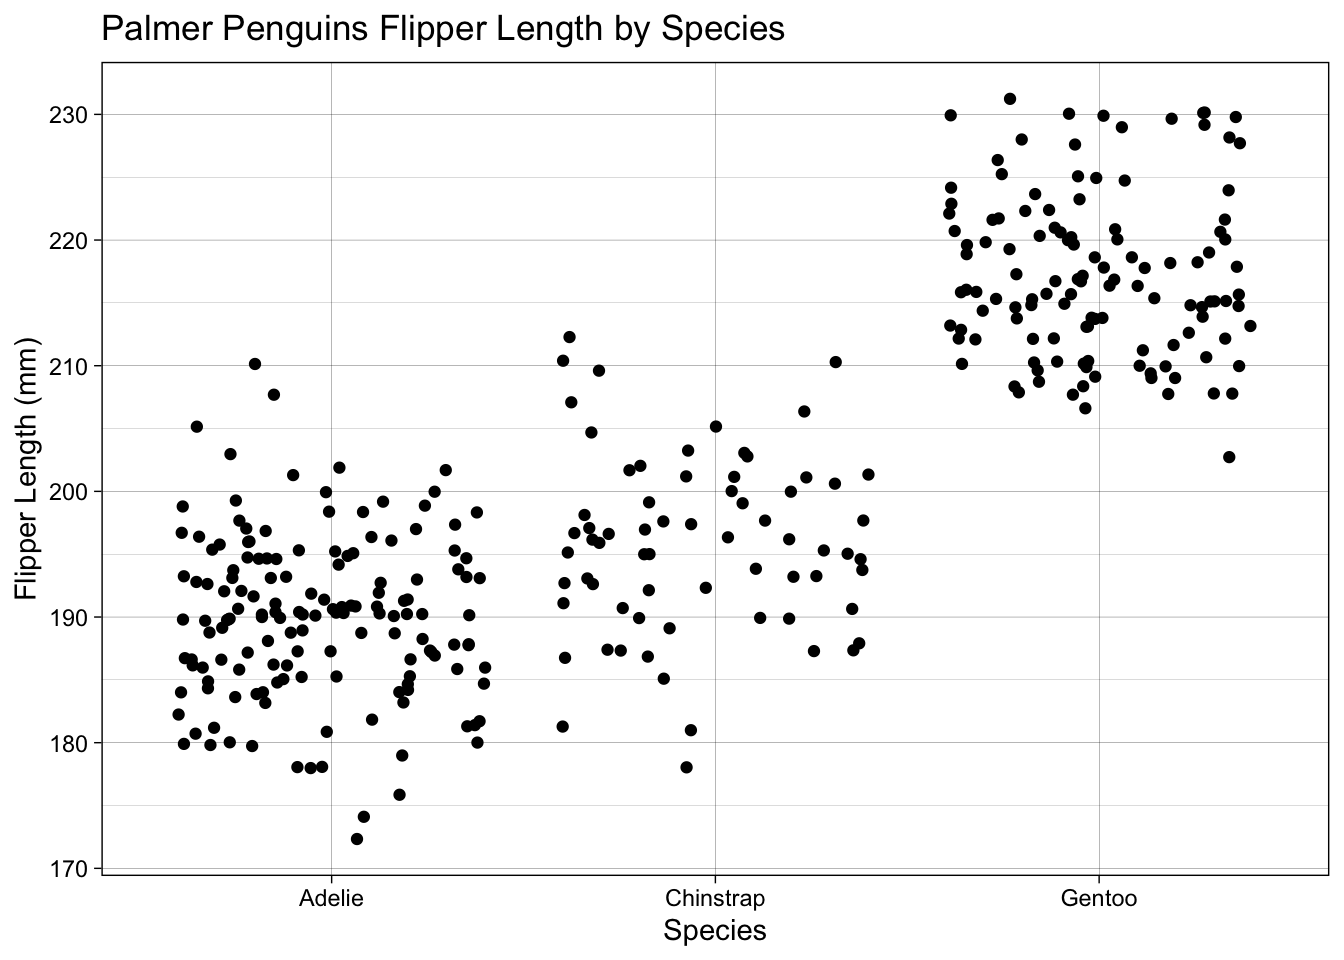 Palmer Penguins Flipper Length by Species
Flipper Length (mm)
230
220
210
200
190
180
170
Adelie
Chinstrap
Gentoo
Species